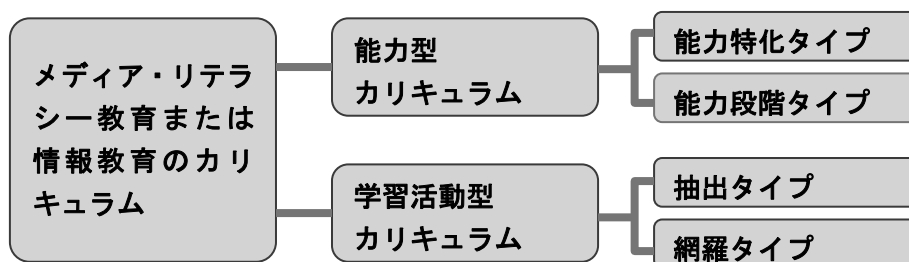 メディア・リテラ
シー教育または
情報教育のカリ
キュラム
能力型
カリキュラム
能力特化タイプ
能力段階タイプ
学習活動型
カリキュラム
抽出タイプ
網羅タイプ